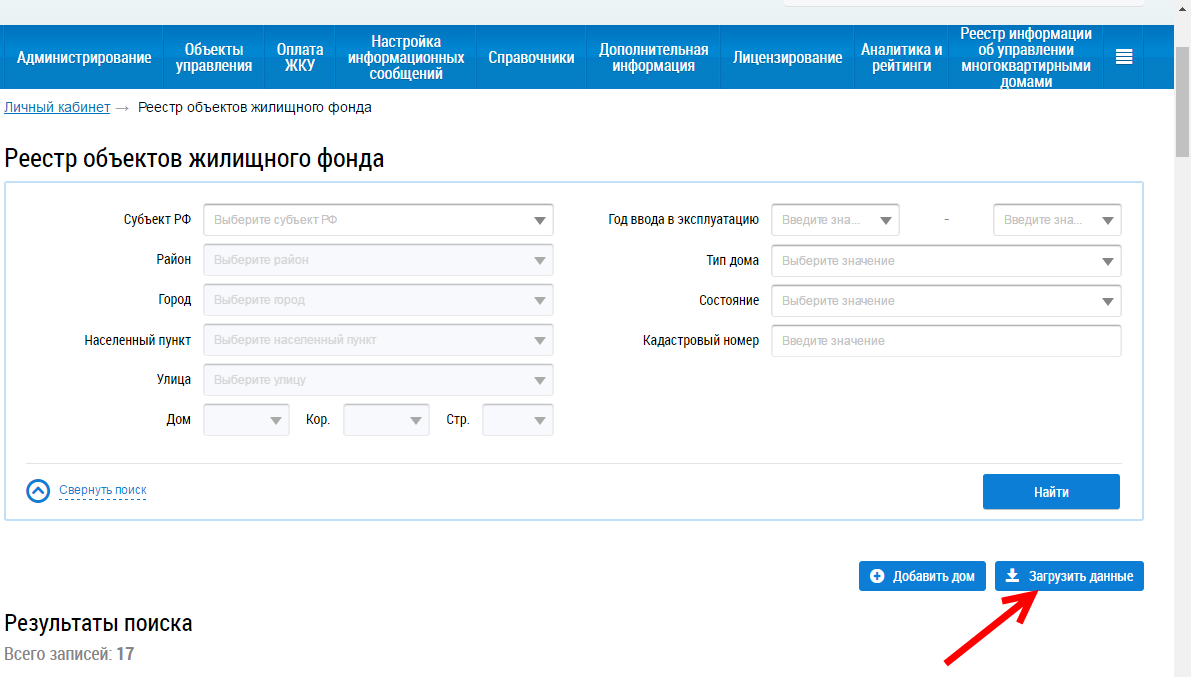 Администрирование
Объекты
управления
Оплата
ЖКУ
Настройка
информационных
сообщений
Справочники
Дополнительная
информация
Лицензирование
Аналитика и
рейтинги
Реестр информации
об управлении
многоквартирными
домами
Личный кабинет → Реестр объектов жилищного фонда
Реестр объектов жилищного фонда
Субъект РФ Выберите субъект РФ
Район Выберите район
Город Выберите город
Населенный пункт Выберите населенный пункт
Улица Выберите улицу
Дом Кор. Стр.
Год ввода в эксплуатацию Введите зна... - Введите зна...
Тип дома Выберите значение
Состояние Выберите значение
Кадастровый номер Введите значение
Свернуть поиск
Найти
Добавить дом
Загрузить данные
Результаты поиска
Всего записей: 17